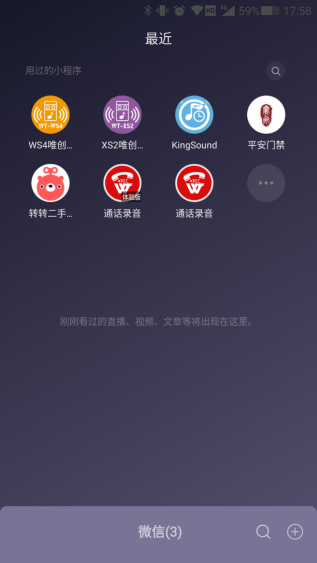 HD 4G 59% 17:58
最近
用过的小程序
WT-WS4 WT-XS2
WS4唯创… XS2唯创… KingSound 平安门禁
体验版
转转二手… 通话录音 通话录音
刚刚看过的直播、视频、文章等将出现在这里。
微信(3)